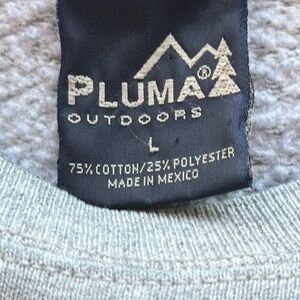 PLUMA®
OUTDOORS
L
75% COTTON/25% POLYESTER
MADE IN MEXICO